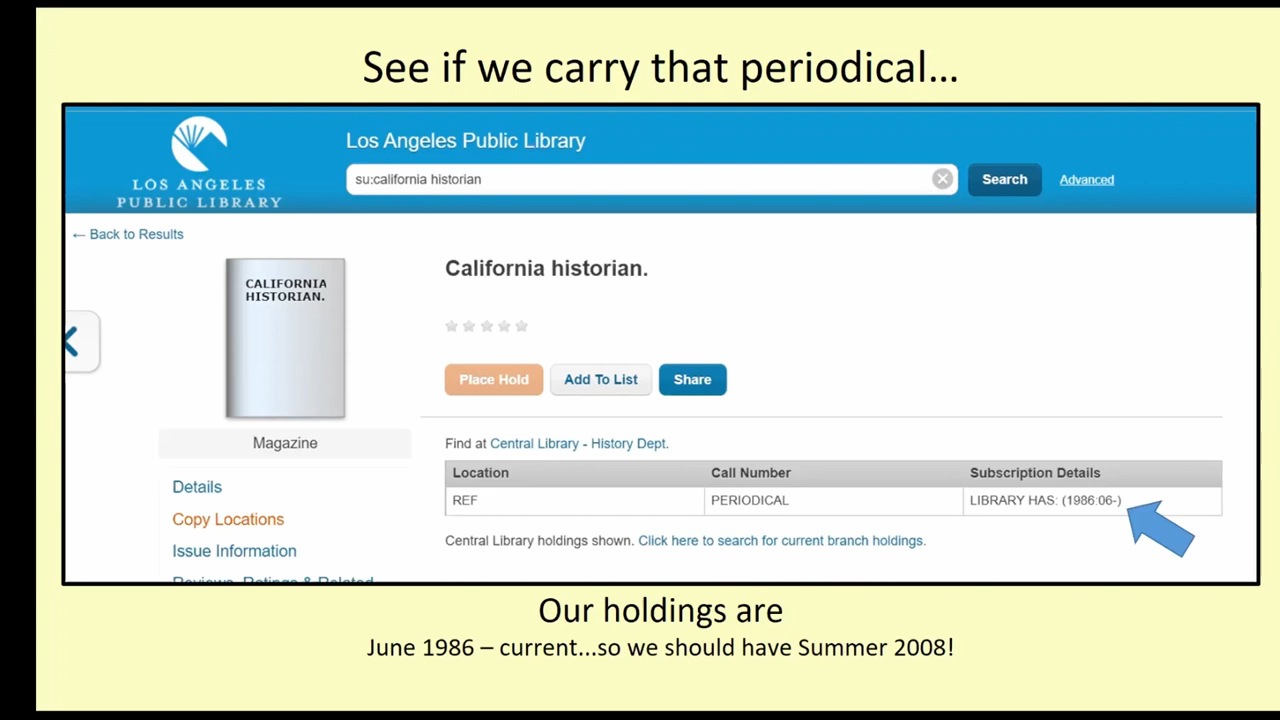 See if we carry that periodical...
LOS ANGELES
PUBLIC LIBRARY
Los Angeles Public Library
su:california historian
Search
Advanced
← Back to Results
CALIFORNIA
HISTORIAN.
California historian.
Place Hold
Add To List
Share
Magazine
Details
Copy Locations
Issue Information
Reviews, Ratings & Related
Find at Central Library - History Dept.
Location Call Number Subscription Details
REF PERIODICAL LIBRARY HAS: (1986:06-)
Central Library holdings shown. Click here to search for current branch holdings.
Our holdings are
June 1986 – current...so we should have Summer 2008!